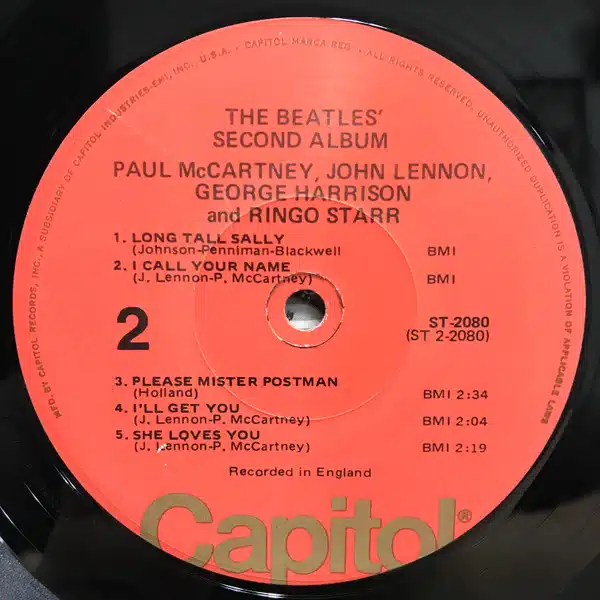 MFD. BY CAPITOL RECORDS, INC., A SUBSIDIARY OF CAPITOL INDUSTRIES-EMI, INC., U.S.A. • CAPITOL MARCA REG. • ALL RIGHTS RESERVED. UNAUTHORIZED DUPLICATION IS A VIOLATION OF APPLICABLE LAWS
THE BEATLES'
SECOND ALBUM
PAUL McCARTNEY, JOHN LENNON,
GEORGE HARRISON
and RINGO STARR
1. LONG TALL SALLY
(Johnson-Penniman-Blackwell BMI
2. I CALL YOUR NAME
(J. Lennon-P. McCartney) BMI
2
ST-2080
(ST 2-2080)
3. PLEASE MISTER POSTMAN
(Holland) BMI 2:34
4. I'LL GET YOU
(J. Lennon-P. McCartney) BMI 2:04
5. SHE LOVES YOU
(J. Lennon-P. McCartney) BMI 2:19
Recorded in England
Capitol®